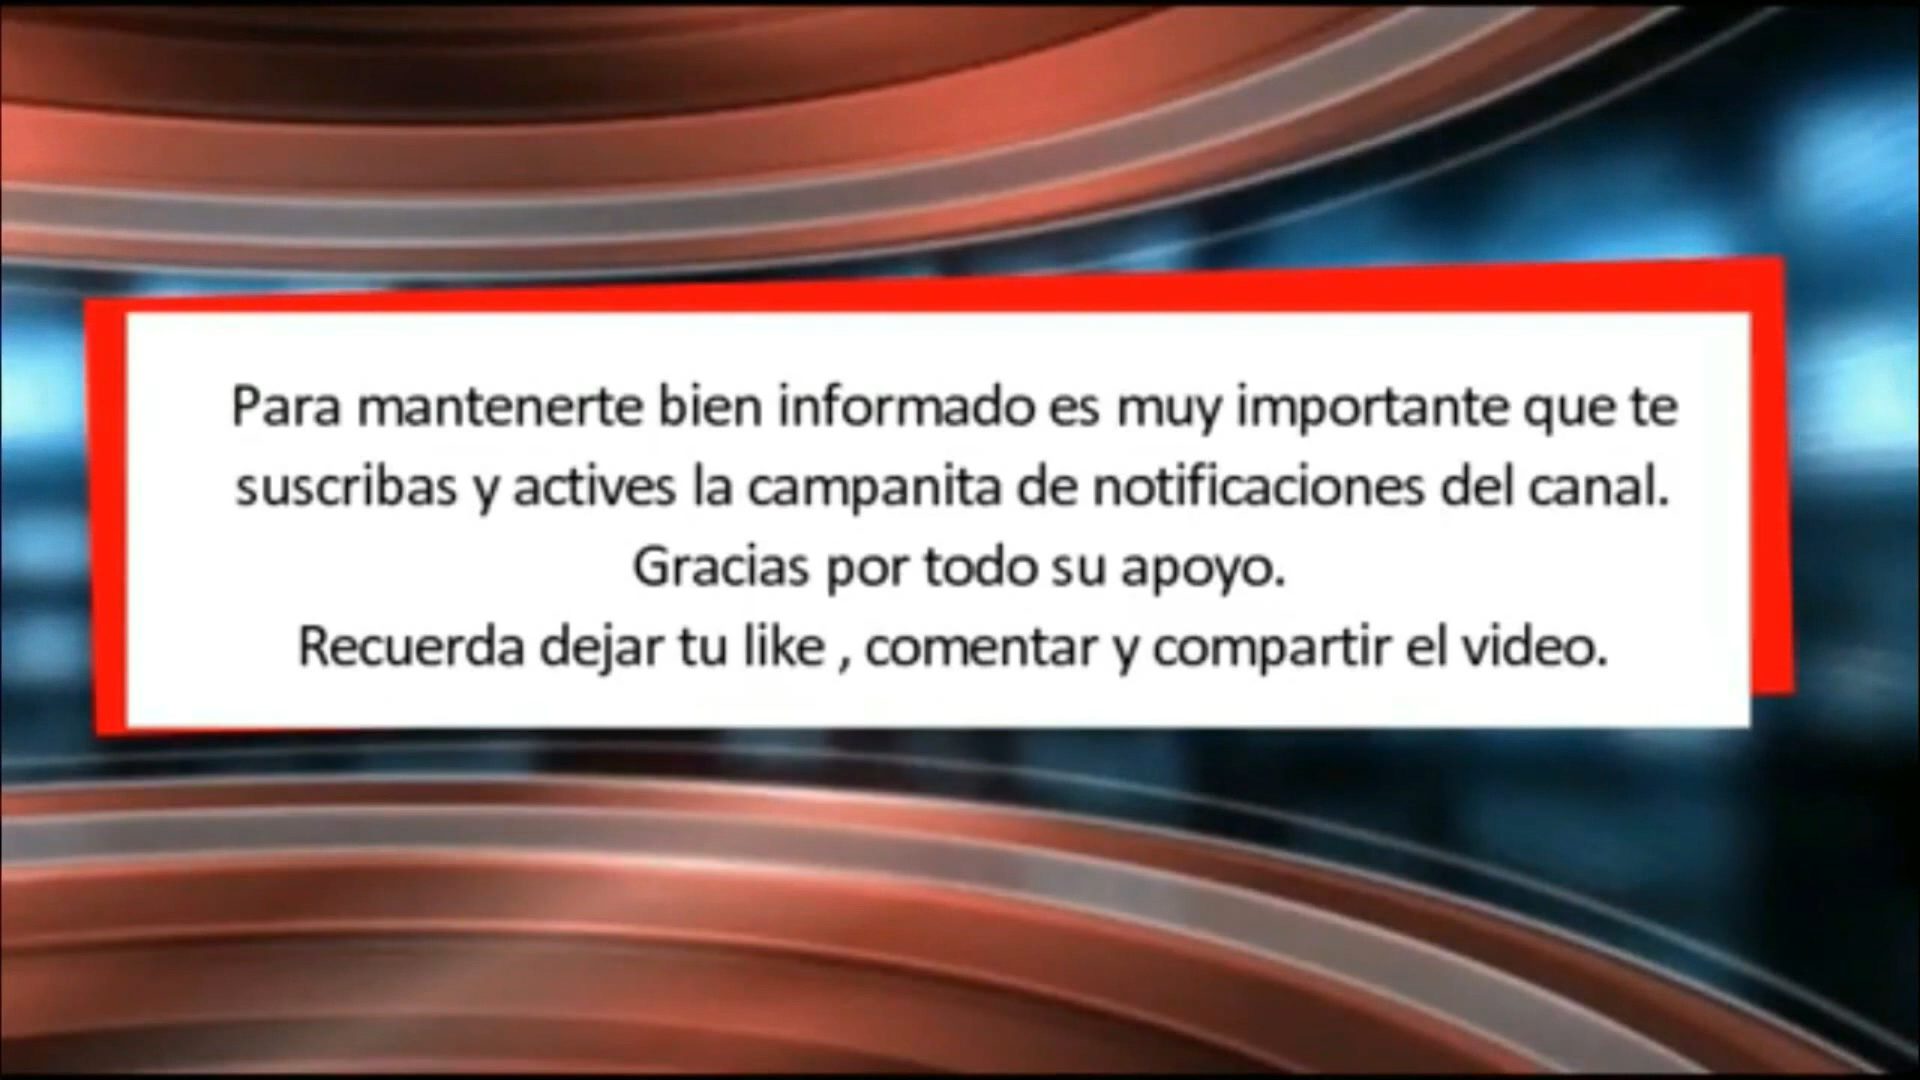 Para mantenerte bien informado es muy importante que te
suscribas y actives la campanita de notificaciones del canal.
Gracias por todo su apoyo.
Recuerda dejar tu like , comentar y compartir el video.